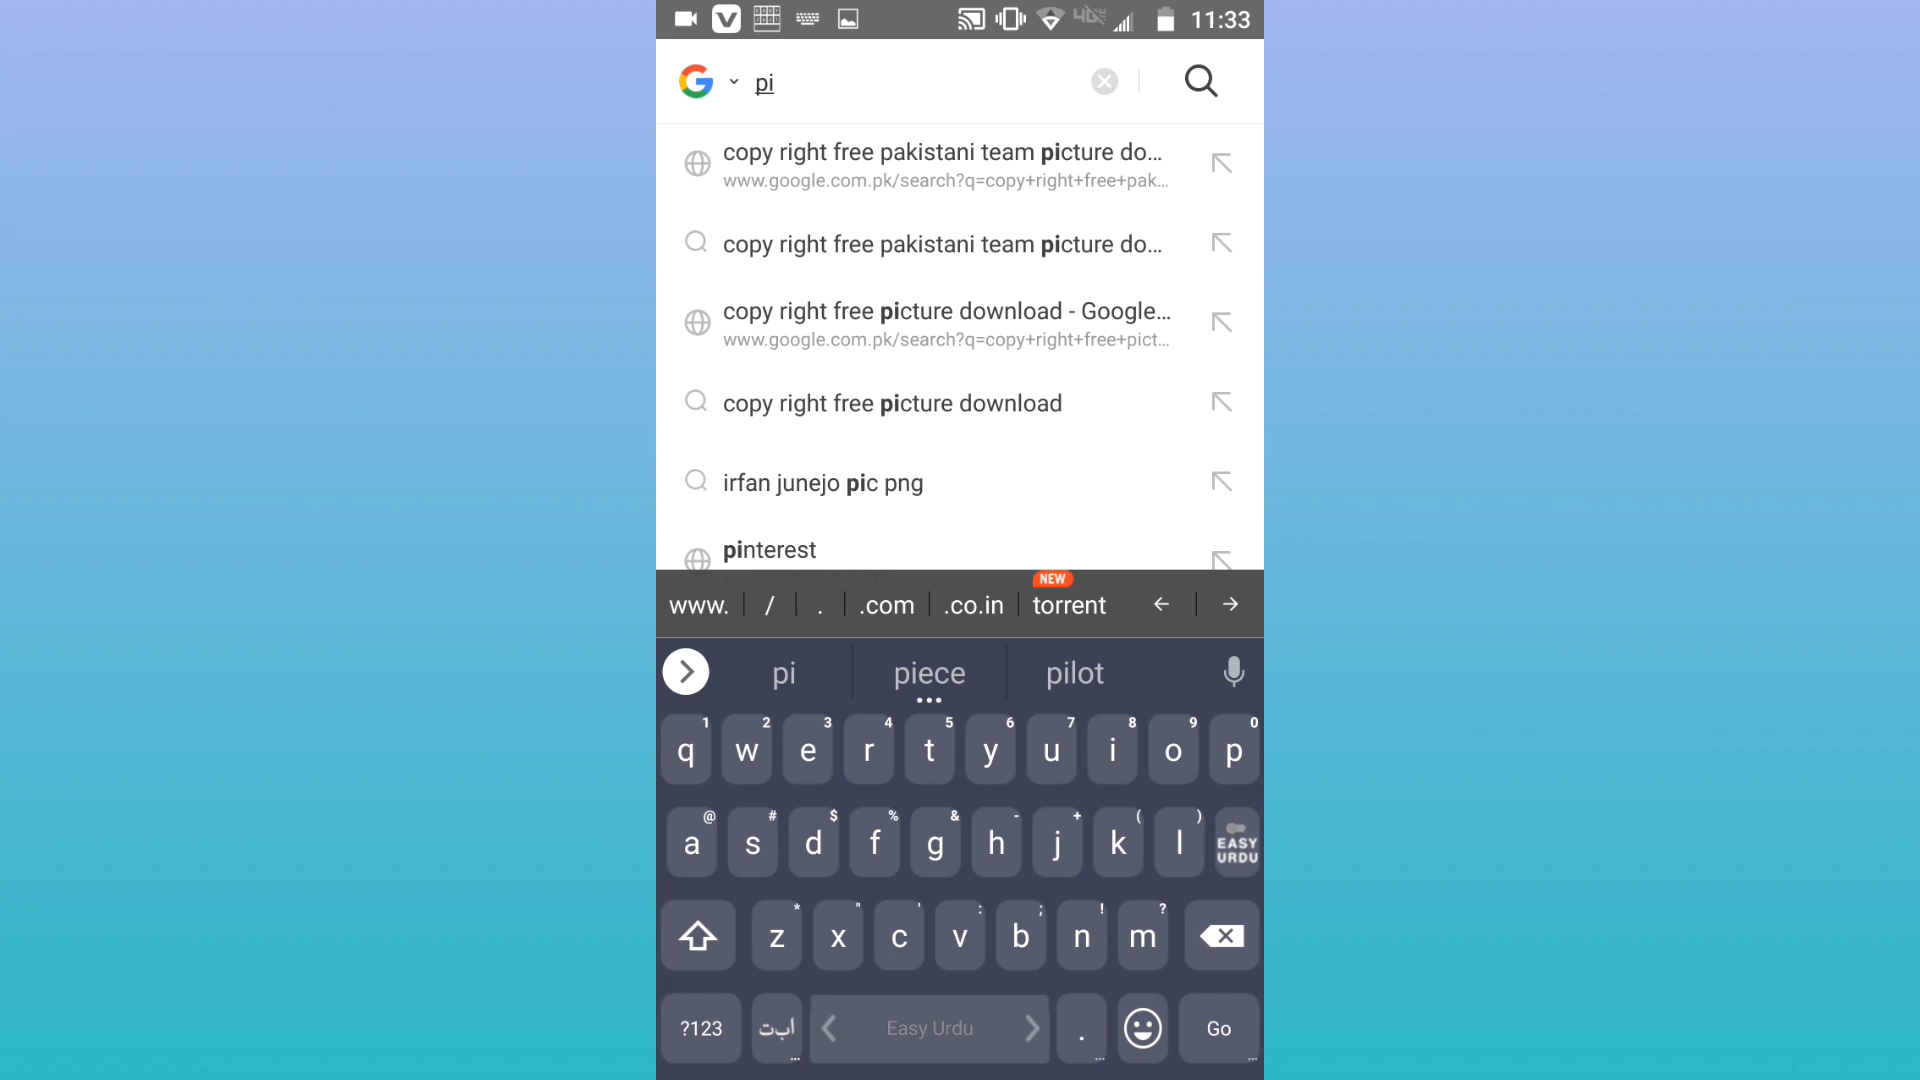 11:33
pi
copy right free pakistani team picture do...
www.google.com.pk/search?q=copy+right+free+pak...
copy right free pakistani team picture do...
copy right free picture download - Google...
www.google.com.pk/search?q=copy+right+free+pict...
copy right free picture download
irfan junejo pic png
pinterest
NEW
www. / . .com .co.in torrent
pi piece pilot
1 2 3 4 5 6 7 8 9 0
q w e r t y u i o p
@ # $ % & - + ( )
a s d f g h j k l EASY URDU
* " ' : ; ! ?
z x c v b n m
?123 ا ب ت Easy Urdu . Go